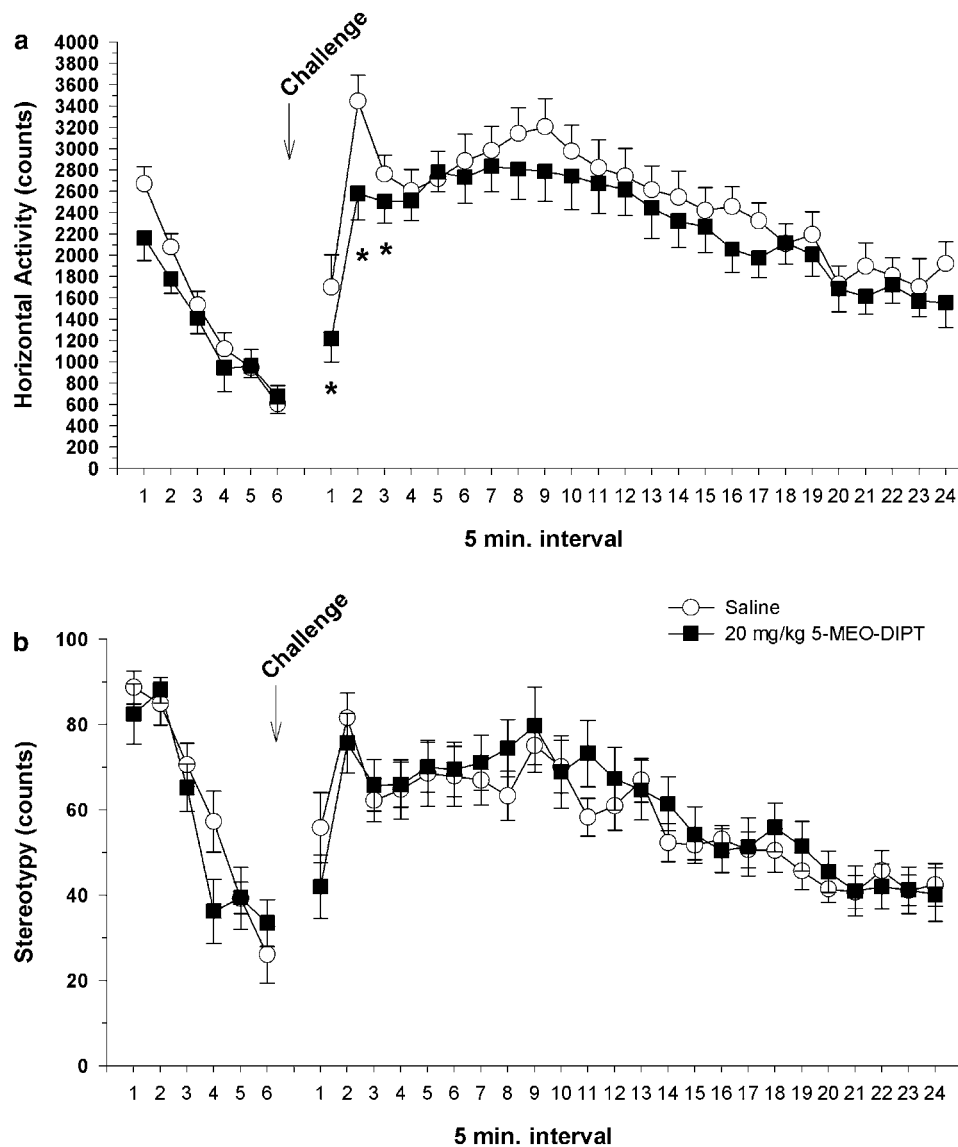 a
Challenge
Horizontal Activity (counts)
4000
3800
3600
3400
3200
3000
2800
2600
2400
2200
2000
1800
1600
1400
1200
1000
800
600
400
200
0
* * *
1 2 3 4 5 6 1 2 3 4 5 6 7 8 9 10 11 12 13 14 15 16 17 18 19 20 21 22 23 24
5 min. interval
b
Challenge
Saline
20 mg/kg 5-MEO-DIPT
Stereotypy (counts)
100
80
60
40
20
0
1 2 3 4 5 6 1 2 3 4 5 6 7 8 9 10 11 12 13 14 15 16 17 18 19 20 21 22 23 24
5 min. interval